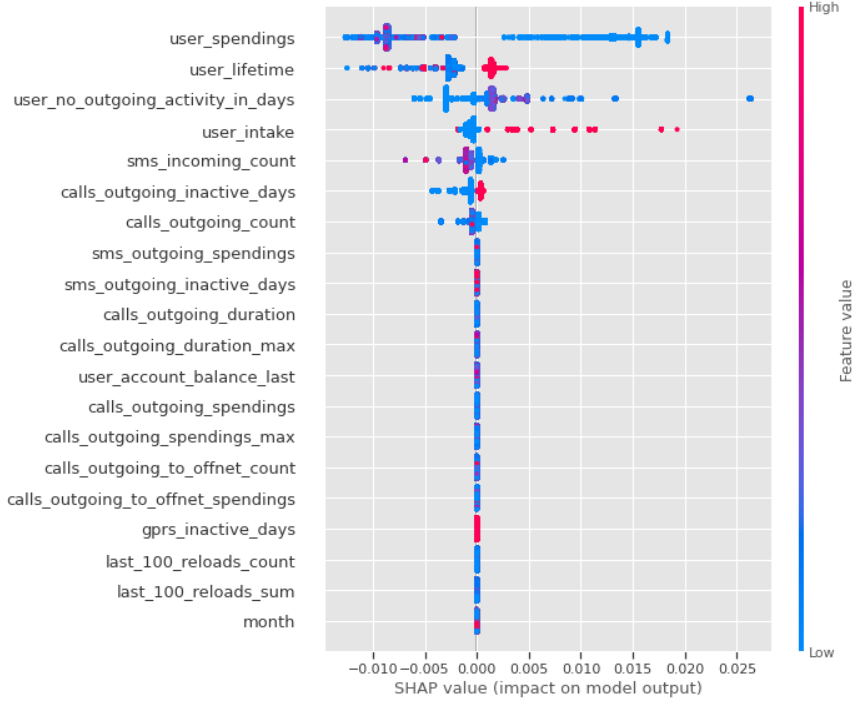 High
user_spendings
user_lifetime
user_no_outgoing_activity_in_days
user_intake
sms_incoming_count
calls_outgoing_inactive_days
calls_outgoing_count
sms_outgoing_spendings
sms_outgoing_inactive_days
calls_outgoing_duration
calls_outgoing_duration_max
user_account_balance_last
calls_outgoing_spendings
calls_outgoing_spendings_max
calls_outgoing_to_offnet_count
calls_outgoing_to_offnet_spendings
gprs_inactive_days
last_100_reloads_count
last_100_reloads_sum
month
Feature value
Low
−0.010 −0.005 0.000 0.005 0.010 0.015 0.020 0.025
SHAP value (impact on model output)